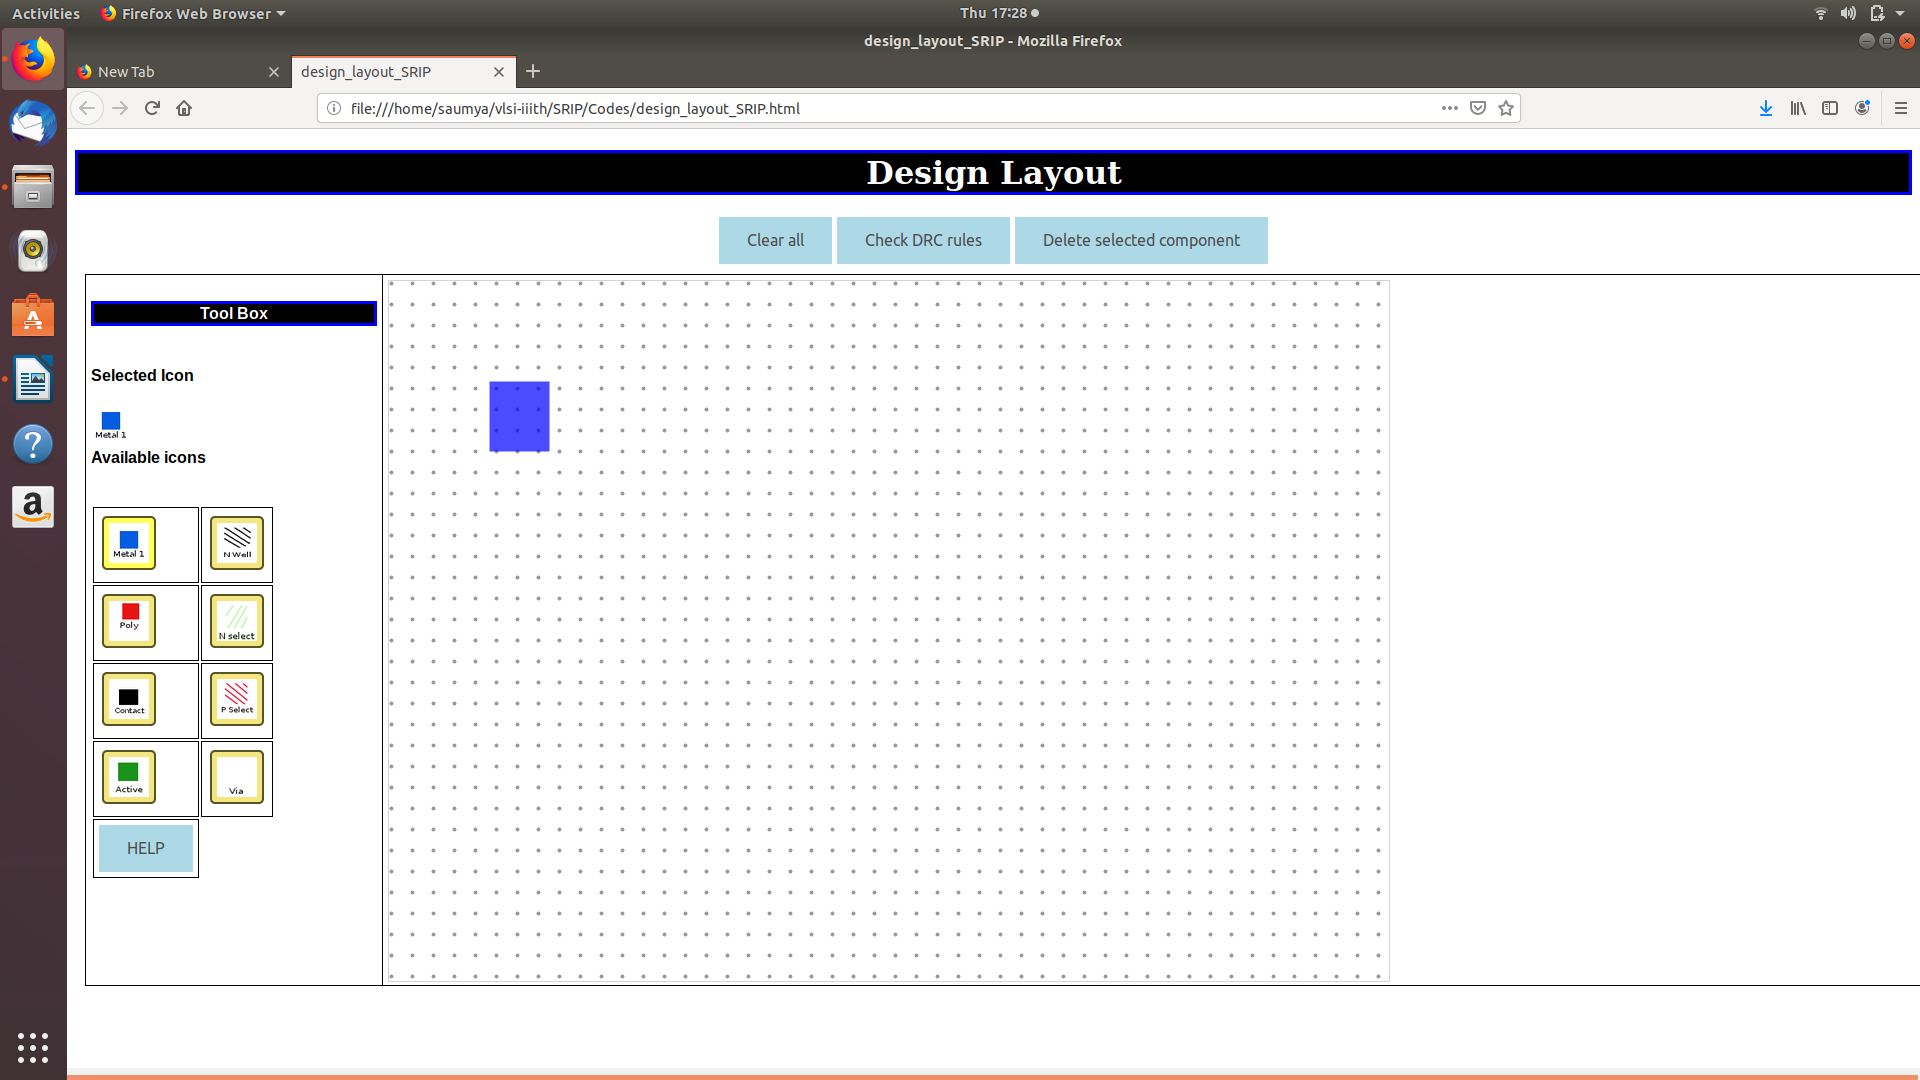 Activities
Firefox Web Browser
Thu 17:28
design_layout_SRIP - Mozilla Firefox
New Tab
design_layout_SRIP
file:///home/saumya/vlsi-iiith/SRIP/Codes/design_layout_SRIP.html
Design Layout
Clear all
Check DRC rules
Delete selected component
Tool Box
Selected Icon
Metal 1
Available icons
Metal 1
N Well
Poly
N select
Contact
P Select
Active
Via
HELP